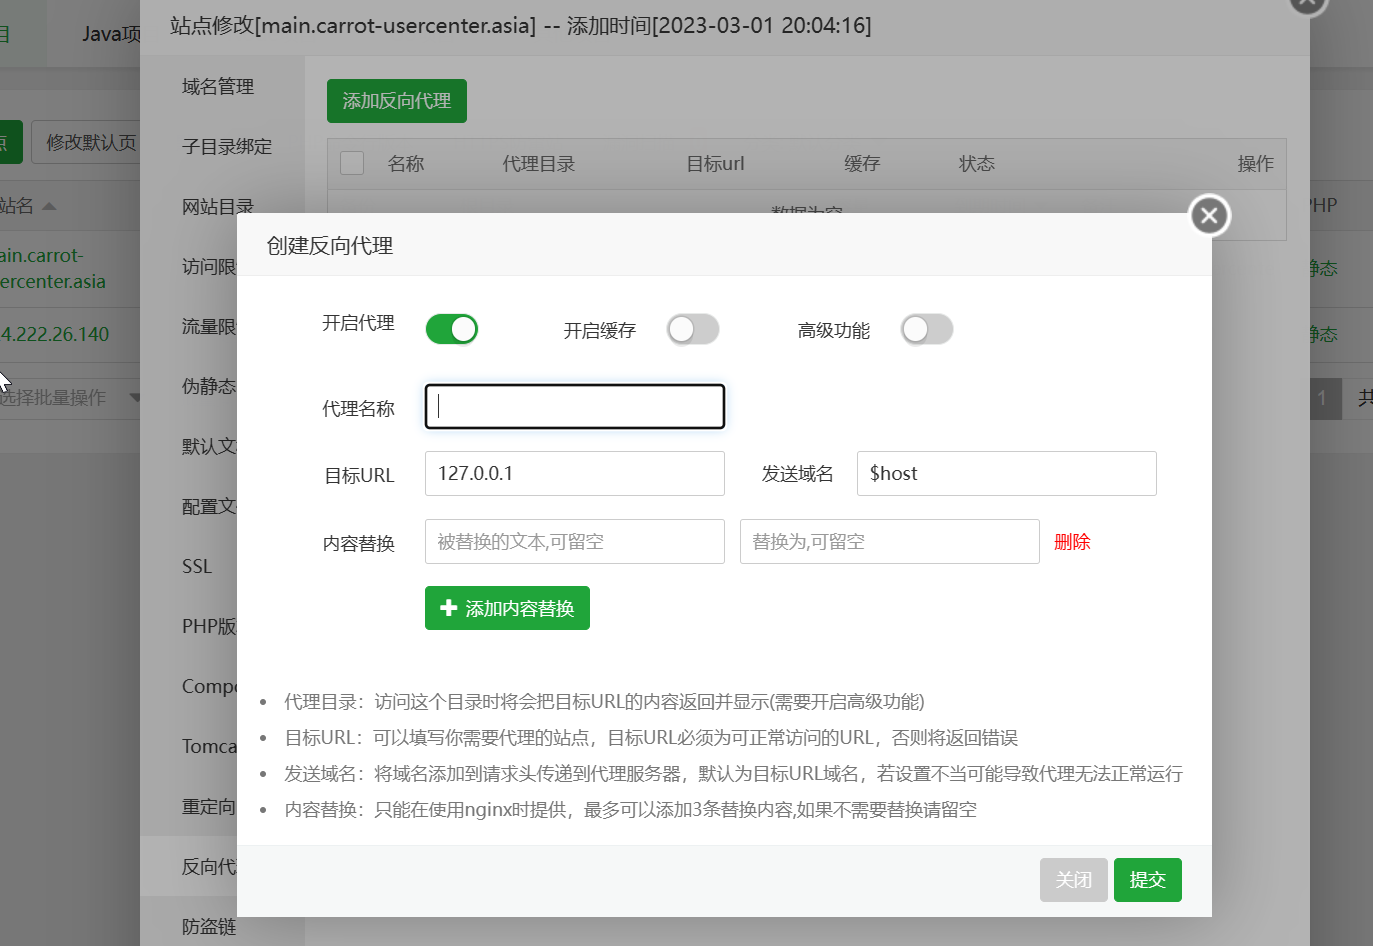 目
Java项
站点修改[main.carrot-usercenter.asia] -- 添加时间[2023-03-01 20:04:16]
域名管理
添加反向代理
点
修改默认页
子目录绑定
名称
代理目录
目标url
缓存
状态
操作
站名
网站目录
数据为空
PHP
创建反向代理
ain.carrot-
ercenter.asia
访问限
静态
开启代理
开启缓存
高级功能
流量限
4.222.26.140
静态
伪静态
选择批量操作
1
共
代理名称
默认文
目标URL
127.0.0.1
发送域名
$host
配置文
内容替换
被替换的文本,可留空
替换为,可留空
删除
SSL
添加内容替换
PHP版
Compo
代理目录：访问这个目录时将会把目标URL的内容返回并显示(需要开启高级功能)
Tomca
目标URL：可以填写你需要代理的站点，目标URL必须为可正常访问的URL，否则将返回错误
发送域名：将域名添加到请求头传递到代理服务器，默认为目标URL域名，若设置不当可能导致代理无法正常运行
重定向
内容替换：只能在使用nginx时提供，最多可以添加3条替换内容,如果不需要替换请留空
反向代
关闭
提交
防盗链